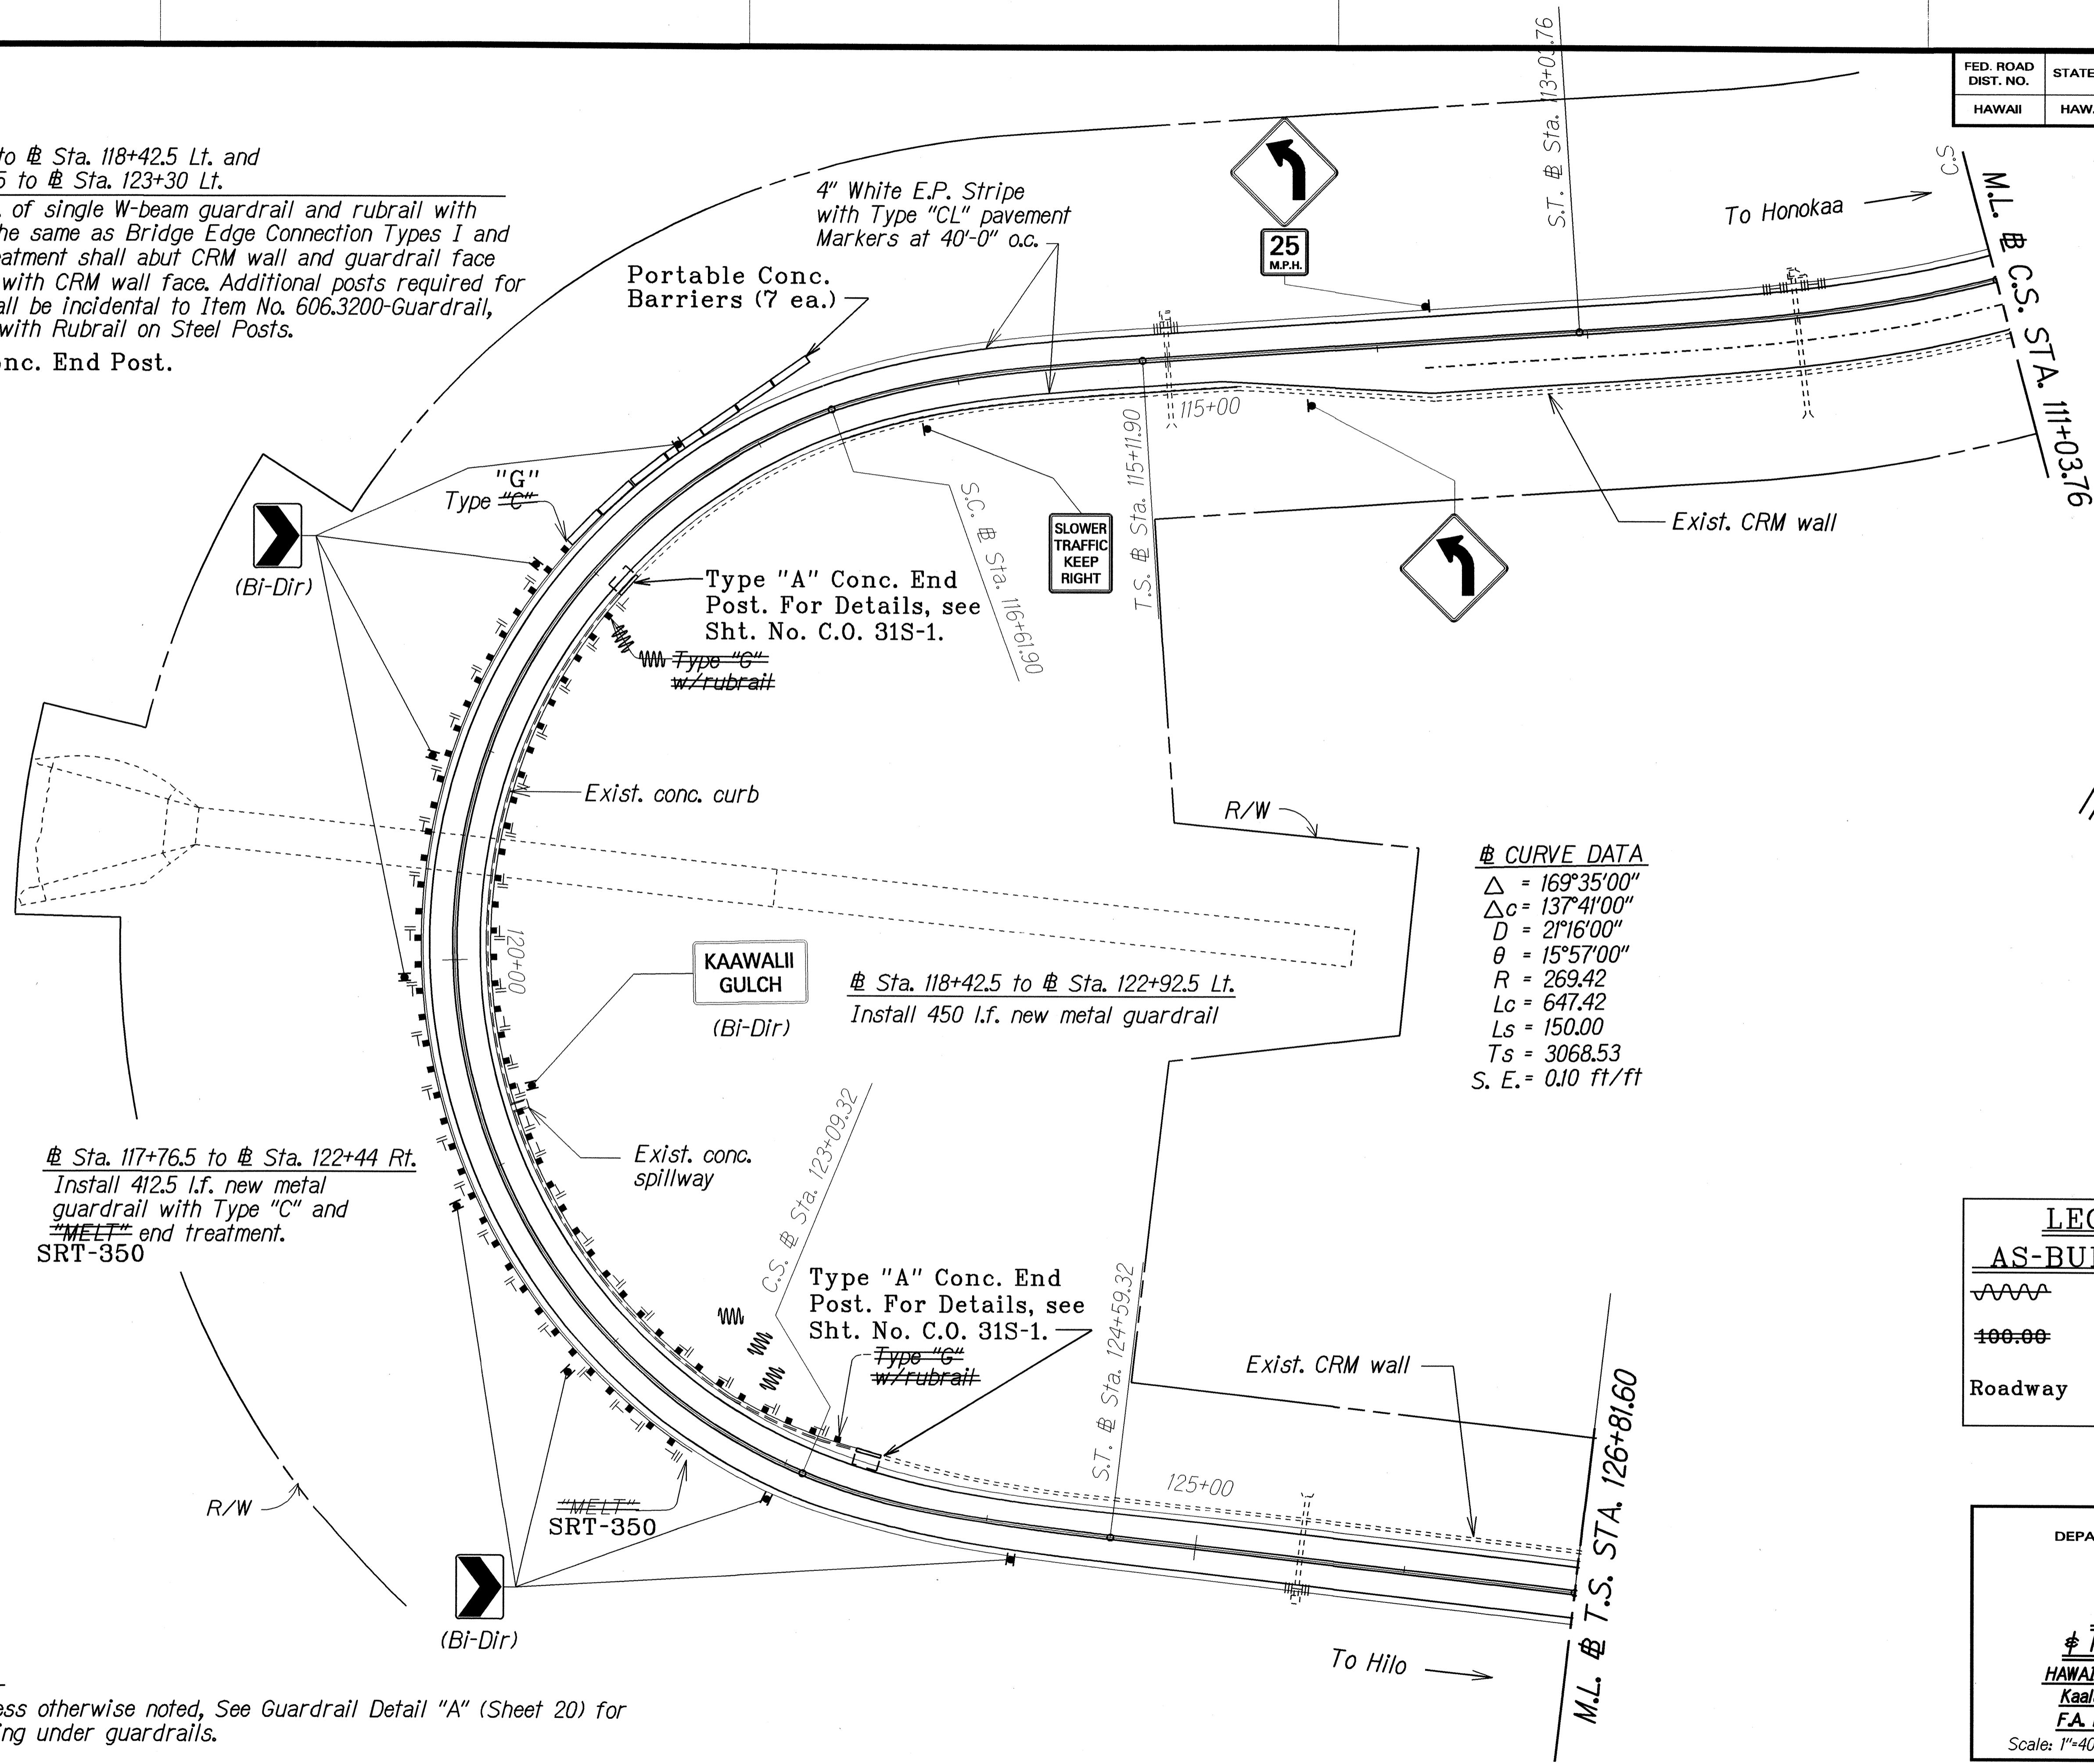 FED. ROAD
DIST. NO.
STATE
HAWAII
HAW.
to ℄ Sta. 118+42.5 Lt. and
5 to ℄ Sta. 123+30 Lt.
. of single W-beam guardrail and rubrail with
he same as Bridge Edge Connection Types I and
eatment shall abut CRM wall and guardrail face
with CRM wall face. Additional posts required for
all be incidental to Item No. 606.3200-Guardrail,
with Rubrail on Steel Posts.
onc. End Post.
4" White E.P. Stripe
with Type "CL" pavement
Markers at 40'-0" o.c.
Portable Conc.
Barriers (7 ea.)
25
M.P.H.
S.T. ℄ Sta. 113+03.76
To Honokaa
C.S
M.L. ℄ C.S. STA. 111+03.76
115+00
T.S. ℄ Sta. 115+11.90
S.C. ℄ Sta. 116+61.90
SLOWER
TRAFFIC
KEEP
RIGHT
Exist. CRM wall
"G"
Type "C"
(Bi-Dir)
Type "A" Conc. End
Post. For Details, see
Sht. No. C.O. 31S-1.
Type "G"
w/rubrail
Exist. conc. curb
R/W
℄ CURVE DATA
Δ = 169°35'00"
Δc = 137°41'00"
D = 21°16'00"
θ = 15°57'00"
R = 269.42
Lc = 647.42
Ls = 150.00
Ts = 3068.53
S. E. = 0.10 ft/ft
120+00
KAAWALII
GULCH
(Bi-Dir)
℄ Sta. 118+42.5 to ℄ Sta. 122+92.5 Lt.
Install 450 l.f. new metal guardrail
Exist. conc.
spillway
C.S. ℄ Sta. 123+09.32
℄ Sta. 117+76.5 to ℄ Sta. 122+44 Rt.
Install 412.5 l.f. new metal
guardrail with Type "C" and
"MELT" end treatment.
SRT-350
Type "A" Conc. End
Post. For Details, see
Sht. No. C.O. 31S-1.
Type "G"
w/rubrail
S.T. ℄ Sta. 124+59.32
Exist. CRM wall
125+00
M.L. ℄ T.S. STA. 126+81.60
R/W
"MELT"
SRT-350
(Bi-Dir)
To Hilo
ess otherwise noted, See Guardrail Detail "A" (Sheet 20) for
ing under guardrails.
LEG
AS-BUI
100.00
Roadway
DEPA
HAWAI
Kaal
F.A.
Scale: 1"=40